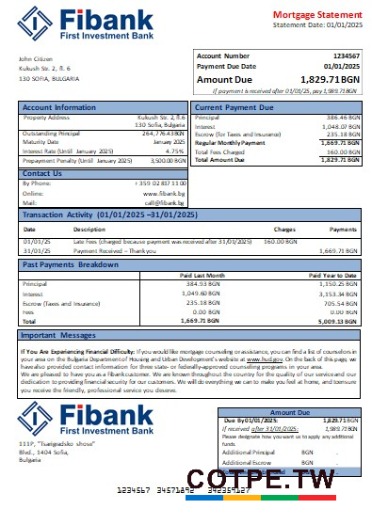 Fibank
First Investment Bank
Mortgage Statement
Statement Date: 01/01/2025
John Citizen
Kukush Str. 2, fl. 6
130 SOFIA, BULGARIA
Account Number 1234567
Payment Due Date 01/01/2025
Amount Due 1,829.71BGN
if payment is received after 01/01/25, pay 1,989.71BGN
Account Information
Property Address Kukush Str. 2, fl.6
130 Sofia, Bulgaria
Outstanding Principal 264,776.43BGN
Maturity Date January 2025
Interest Rate (Until January 2025) 4.75%
Prepayment Penalty (Until January 2025) 3,500.00 BGN
Current Payment Due
Principal 386.46 BGN
Interest 1,048.07 BGN
Escrow (for Taxes and Insurance) 235.18 BGN
Regular Monthly Payment 1,669.71 BGN
Total Fees Charged 160.00 BGN
Total Amount Due 1,829.71 BGN
Contact Us
By Phone: +359 02 817 11 00
Online: www.fibank.bg
Mail: call@fibank.bg
Transaction Activity (01/01/2025 –31/01/2025)
Date Description Charges Payments
01/01/25 Late Fees (charged because payment was received after 31/01/2025) 160.00 BGN
31/01/25 Payment Received – Thank you 1,669.71 BGN
Past Payments Breakdown
Paid Last Month Paid Year to Date
Principal 384.93 BGN 1,150.25 BGN
Interest 1,049.60 BGN 3,153.34 BGN
Escrow (Taxes and Insurance) 235.18 BGN 705.54 BGN
Fees 0.00 BGN 0.00 BGN
Total 1,669.71 BGN 5,009.13 BGN
Important Messages
If You Are Experiencing Financial Difficulty: If you would like mortgage counseling or assistance, you can find a list of counselors in
your area on the Bulgaria Department of Housing and Urban Development's website at www.hud.gov. On the back of this page, we
have also provided contact information for three state- or federally-approved counseling programs in your area.
We are pleased to have you as a Fibank customer. We are known throughout the country for the quality of our service and our
dedication to providing financial security for our customers. We will do everything we can to make you feel at home, and to ensure
you receive the friendly, professional service you deserve.
Fibank
First Investment Bank
111P, "Tsarigradsko shose"
Blvd., 1404 Sofia,
Bulgaria
Amount Due
Due By 01/01/2025: 1,829.71BGN
if received after 31/01/2025: 1,989.71BGN
Please designate how you want us to apply any additional
funds.
Additional Principal BGN .
Additional Escrow BGN
COTPE.TW
1234567 34571892 342359127